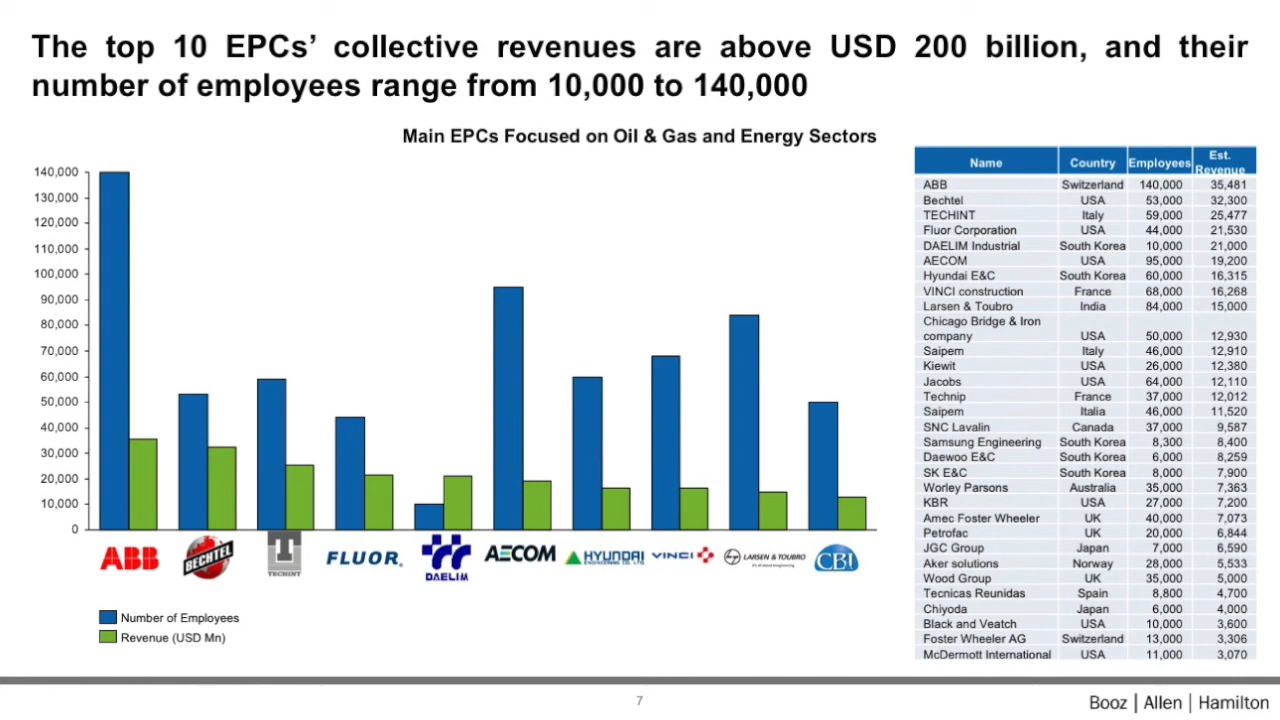 The top 10 EPCs’ collective revenues are above USD 200 billion, and their
number of employees range from 10,000 to 140,000
Main EPCs Focused on Oil & Gas and Energy Sectors
140,000
130,000
120,000
110,000
100,000
90,000
80,000
70,000
60,000
50,000
40,000
30,000
20,000
10,000
0
ABB
BECHTEL
TECHINT
FLUOR
DAELIM
AECOM
HYUNDAI
ENGINEERING CO. LTD
VINCI
LARSEN & TOUBRO
It's all about Imagineering
CB&I
Number of Employees
Revenue (USD Mn)
Name Country Employees Est. Revenue
ABB Switzerland 140,000 35,481
Bechtel USA 53,000 32,300
TECHINT Italy 59,000 25,477
Fluor Corporation USA 44,000 21,530
DAELIM Industrial South Korea 10,000 21,000
AECOM USA 95,000 19,200
Hyundai E&C South Korea 60,000 16,315
VINCI construction France 68,000 16,268
Larsen & Toubro India 84,000 15,000
Chicago Bridge & Iron
company USA 50,000 12,930
Saipem Italy 46,000 12,910
Kiewit USA 26,000 12,380
Jacobs USA 64,000 12,110
Technip France 37,000 12,012
Saipem Italia 46,000 11,520
SNC Lavalin Canada 37,000 9,587
Samsung Engineering South Korea 8,300 8,400
Daewoo E&C South Korea 6,000 8,259
SK E&C South Korea 8,000 7,900
Worley Parsons Australia 35,000 7,363
KBR USA 27,000 7,200
Amec Foster Wheeler UK 40,000 7,073
Petrofac UK 20,000 6,844
JGC Group Japan 7,000 6,590
Aker solutions Norway 28,000 5,533
Wood Group UK 35,000 5,000
Tecnicas Reunidas Spain 8,800 4,700
Chiyoda Japan 6,000 4,000
Black and Veatch USA 10,000 3,600
Foster Wheeler AG Switzerland 13,000 3,306
McDermott International USA 11,000 3,070
7
Booz | Allen | Hamilton